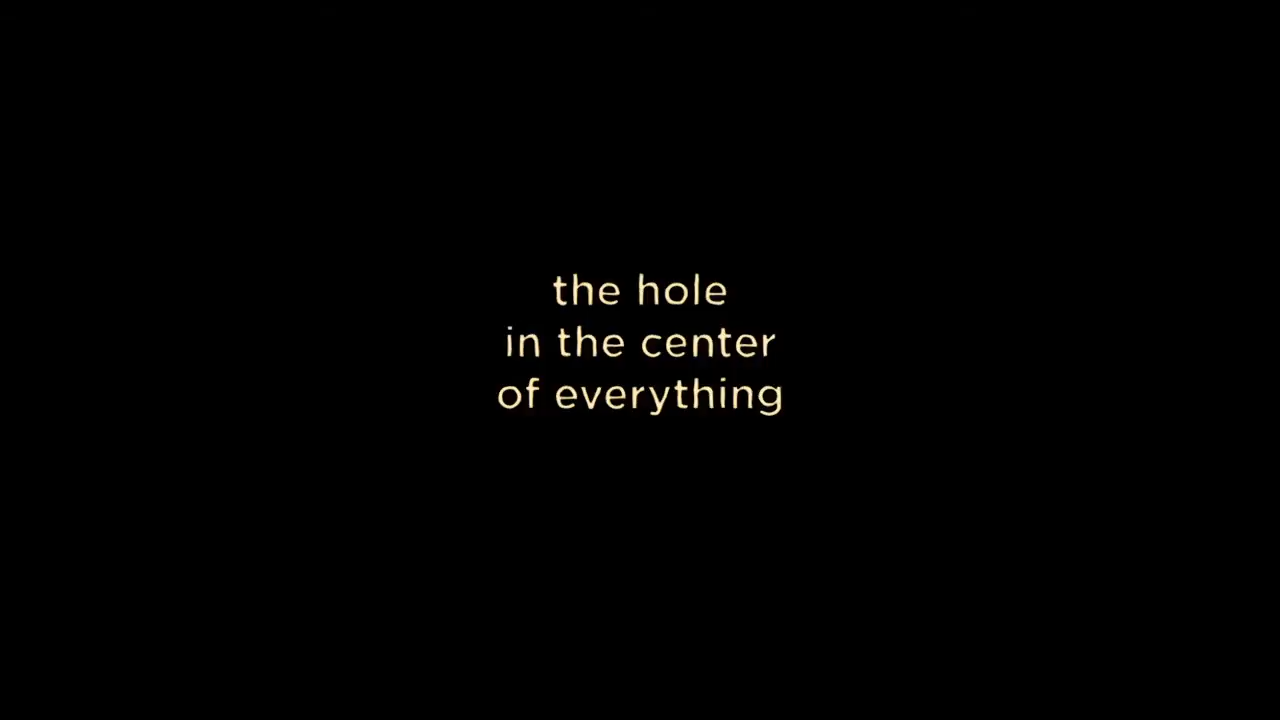 the hole
in the center
of everything